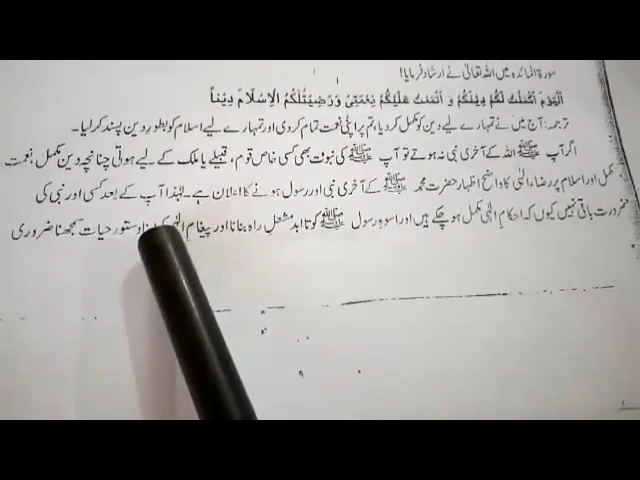 سورۃ المائدہ میں اللہ تعالیٰ نے ارشاد فرمایا!
اَلْیَوْمَ اَکْمَلْتُ لَکُمْ دِیْنَکُمْ وَ اَتْمَمْتُ عَلَیْکُمْ نِعْمَتِیْ وَرَضِیْتُ لَکُمُ الْاِسْلَامَ دِیْناً
ترجمہ: آج میں نے تمہارے لیے دین کو مکمل کر دیا، تم پر اپنی نعمت تمام کر دی اور تمہارے لیے اسلام کو بطور دین پسند کر لیا۔
اگر آپ ﷺ اللہ کے آخری نبی نہ ہوتے تو آپ ﷺ کی نبوت بھی کسی خاص قوم، قبیلے یا ملک کے لیے ہوتی چنانچہ دین مکمل، نعمت
مکمل اور اسلام پر رضاء الٰہی کا واضح اظہار حضرت محمد ﷺ کے آخری نبی اور رسول ہونے کا اعلان ہے۔ لہٰذا آپ کے بعد کسی اور نبی کی
ضرورت باقی نہیں کیوں کہ احکام الٰہی مکمل ہو چکے ہیں اور اسوہ رسول ﷺ کو تا ابد مشعلِ راہ بنانا اور پیغامِ دستور حیات سمجھنا ضروری